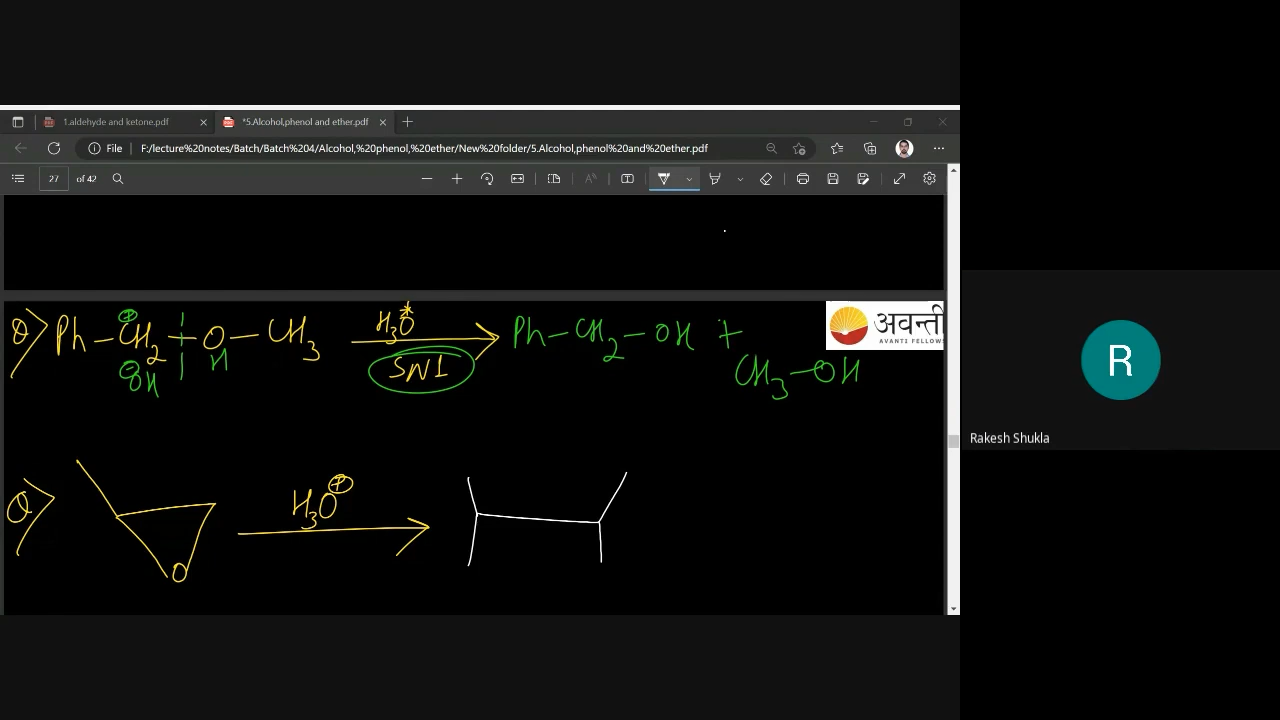 1.aldehyde and ketone.pdf
*5.Alcohol,phenol and ether.pdf
File
F:/lecture%20notes/Batch/Batch%204/Alcohol,%20phenol,%20ether/New%20folder/5.Alcohol,phenol%20and%20ether.pdf
27 of 42
Q> Ph-CH2-O-CH3 H3O⊕ Ph-CH2-OH +
⊕
H
OH
SN1
CH3-OH
अवन्ती
AVANTI FELLOWS
R
Rakesh Shukla
Q> H3O⊕
O